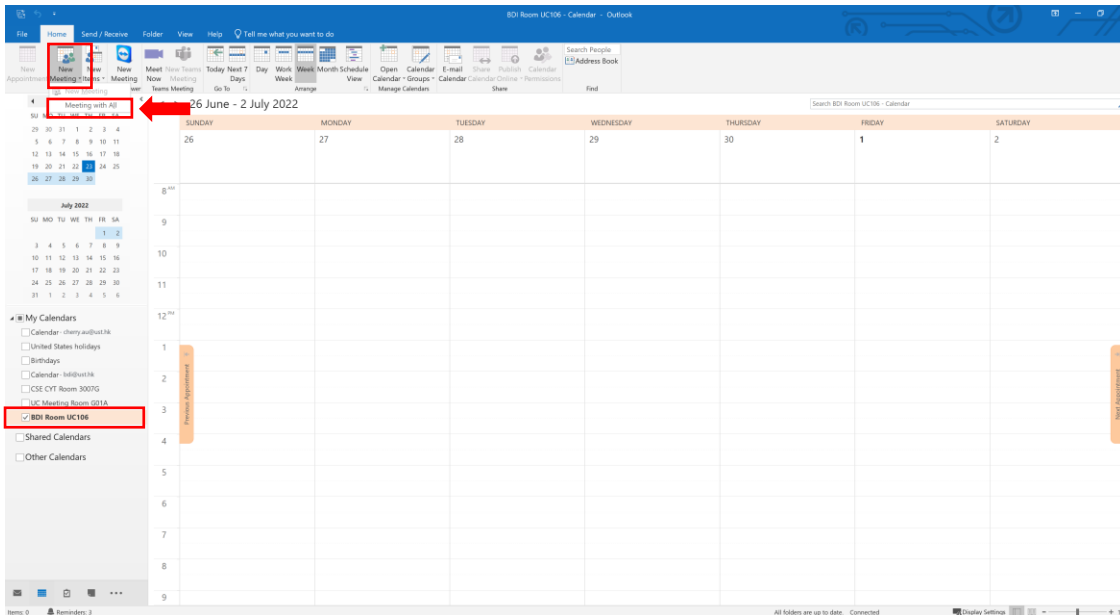 BDI Room UC106 - Calendar - Outlook
File Home Send / Receive Folder View Help Tell me what you want to do
New Appointment
New Meeting
New Items
New Meeting
Meet Now
New Teams Meeting
Today
Next 7 Days
Day
Work Week
Week
Month
Schedule View
Open Calendar
Calendar Groups
E-mail Calendar
Share Calendar
Publish Online
Calendar Permissions
Search People
Address Book
Teams Meeting Go To Arrange Manage Calendars Share Find
New Meeting
Meeting with All
26 June - 2 July 2022
Search BDI Room UC106 - Calendar
29 30 31 1 2 3 4
5 6 7 8 9 10 11
12 13 14 15 16 17 18
19 20 21 22 23 24 25
26 27 28 29 30
July 2022
SU MO TU WE TH FR SA
1 2
3 4 5 6 7 8 9
10 11 12 13 14 15 16
17 18 19 20 21 22 23
24 25 26 27 28 29 30
31 1 2 3 4 5 6
My Calendars
Calendar - cherry.au@ust.hk
United States holidays
Birthdays
Calendar - bdi@ust.hk
CSE CYT Room 3007G
UC Meeting Room G01A
BDI Room UC106
Shared Calendars
Other Calendars
SUNDAY MONDAY TUESDAY WEDNESDAY THURSDAY FRIDAY SATURDAY
26 27 28 29 30 1 2
8 AM
9
10
11
12 PM
1
2
3
4
5
6
7
8
9
Previous Appointment
Next Appointment
Items: 0 Reminders: 3 All folders are up to date. Connected Display Settings